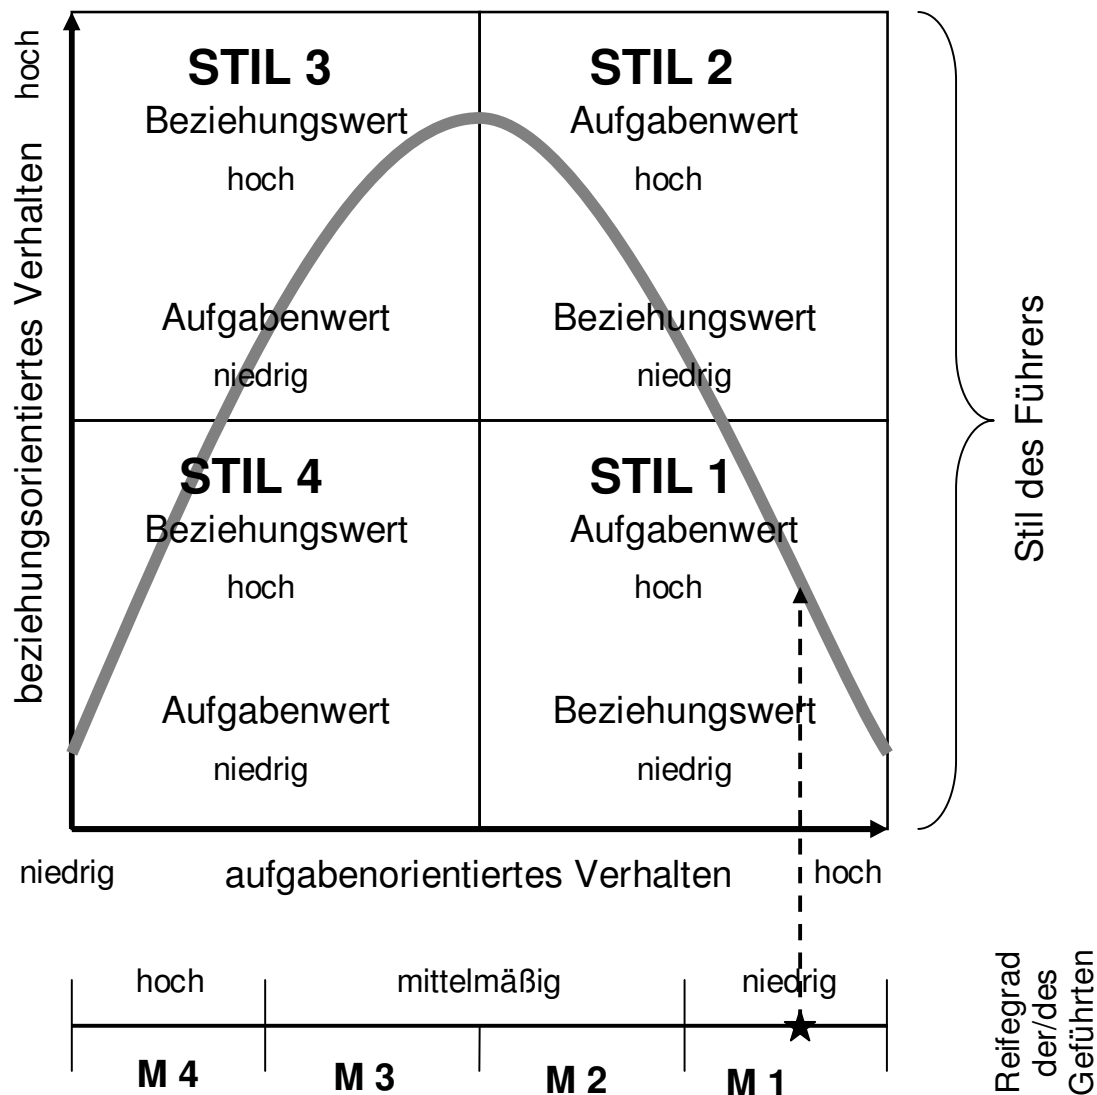 beziehungsorientiertes Verhalten hoch
STIL 3
Beziehungswert
hoch
Aufgabenwert
niedrig
STIL 2
Aufgabenwert
hoch
Beziehungswert
niedrig
STIL 4
Beziehungswert
hoch
Aufgabenwert
niedrig
STIL 1
Aufgabenwert
hoch
Beziehungswert
niedrig
Stil des Führers
niedrig aufgabenorientiertes Verhalten hoch
hoch mittelmäßig niedrig
M 4 M 3 M 2 M 1
Reifegrad
der/des
Geführten